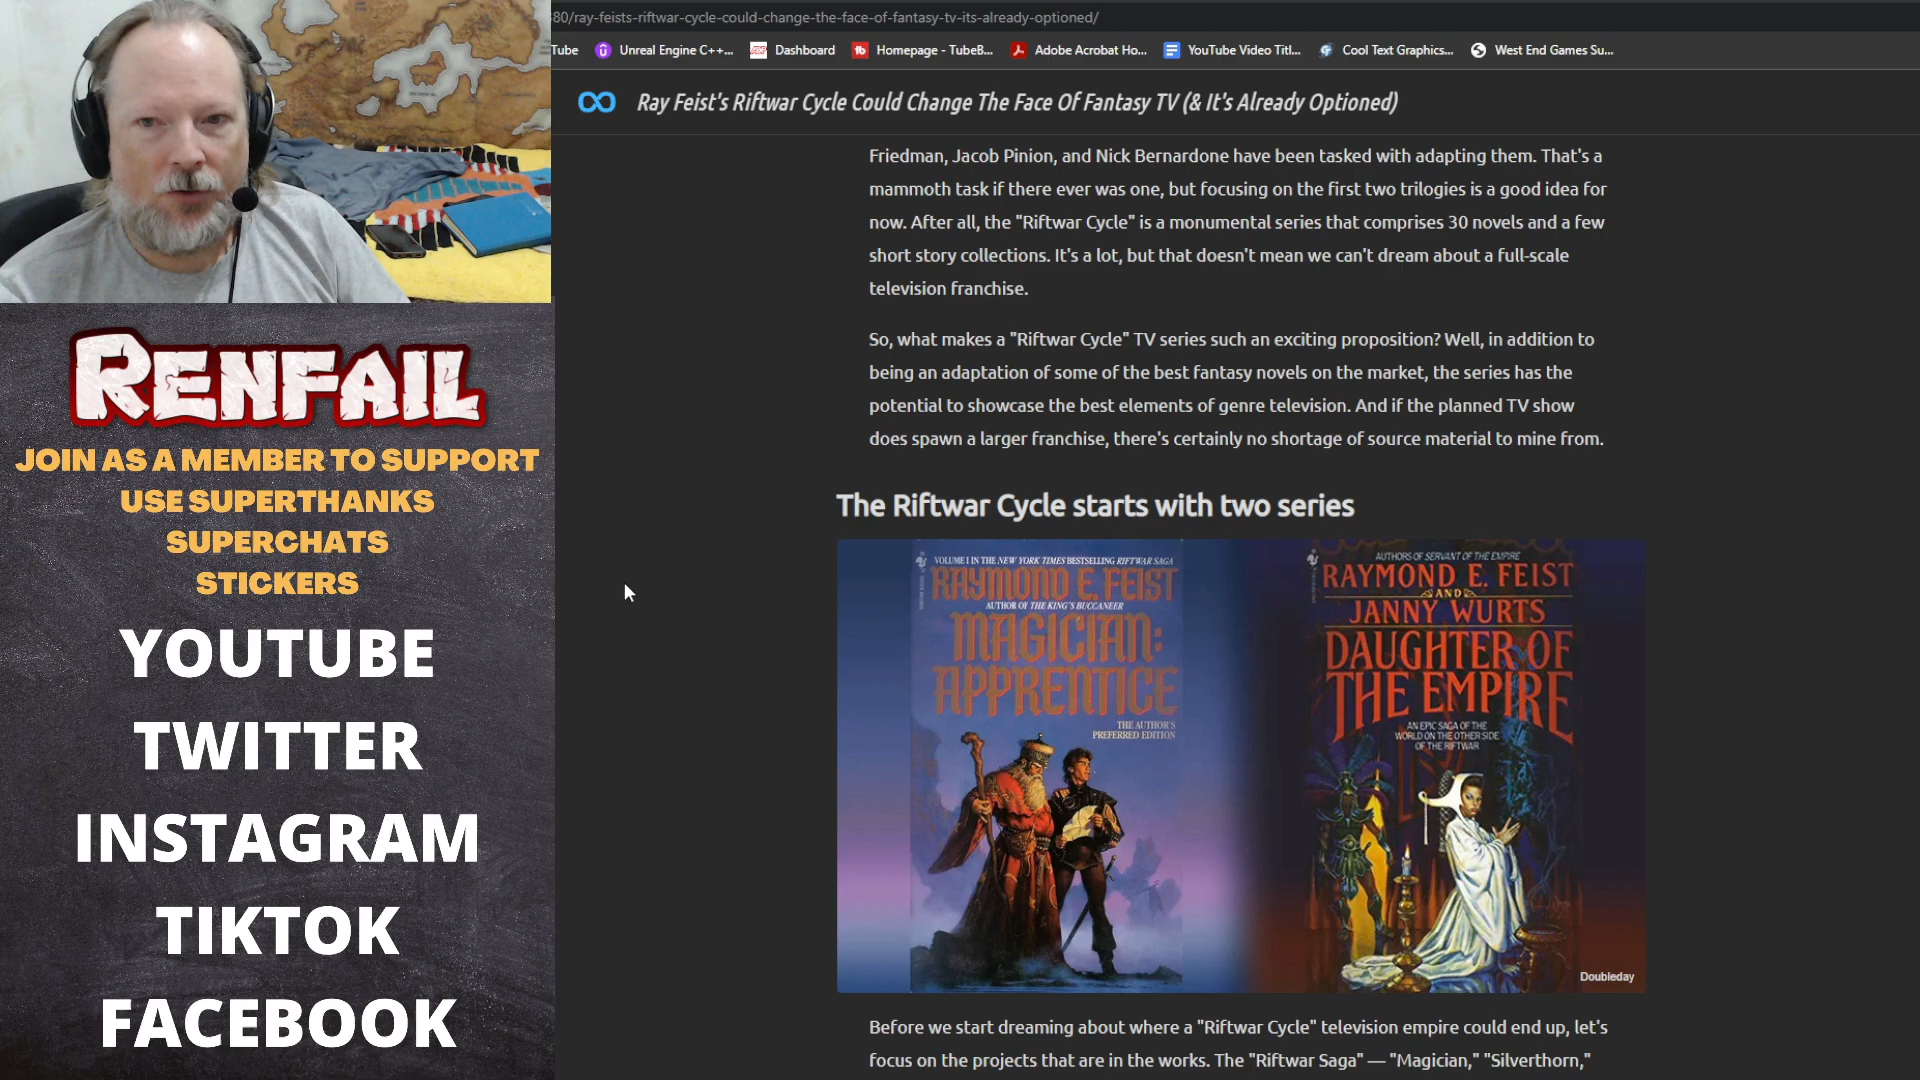 80/ray-feists-riftwar-cycle-could-change-the-face-of-fantasy-tv-its-already-optioned/
Tube
Unreal Engine C++...
Dashboard
Homepage - TubeB...
Adobe Acrobat Ho...
YouTube Video Titl...
Cool Text Graphics...
West End Games Su...
Ray Feist's Riftwar Cycle Could Change The Face Of Fantasy TV (& It's Already Optioned)
RENFAIL
JOIN AS A MEMBER TO SUPPORT
USE SUPERTHANKS
SUPERCHATS
STICKERS
YOUTUBE
TWITTER
INSTAGRAM
TIKTOK
FACEBOOK
Friedman, Jacob Pinion, and Nick Bernardone have been tasked with adapting them. That's a
mammoth task if there ever was one, but focusing on the first two trilogies is a good idea for
now. After all, the "Riftwar Cycle" is a monumental series that comprises 30 novels and a few
short story collections. It's a lot, but that doesn't mean we can't dream about a full-scale
television franchise.
So, what makes a "Riftwar Cycle" TV series such an exciting proposition? Well, in addition to
being an adaptation of some of the best fantasy novels on the market, the series has the
potential to showcase the best elements of genre television. And if the planned TV show
does spawn a larger franchise, there's certainly no shortage of source material to mine from.
The Riftwar Cycle starts with two series
VOLUME I IN THE NEW YORK TIMES BESTSELLING RIFTWAR SAGA
RAYMOND E. FEIST
AUTHOR OF THE KING'S BUCCANEER
MAGICIAN:
APPRENTICE
THE AUTHOR'S
PREFERRED EDITION
AUTHORS OF SERVANT OF THE EMPIRE
RAYMOND E. FEIST
AND
JANNY WURTS
DAUGHTER OF
THE EMPIRE
AN EPIC SAGA OF THE
WORLD ON THE OTHER SIDE
OF THE RIFTWAR
Doubleday
Before we start dreaming about where a "Riftwar Cycle" television empire could end up, let's
focus on the projects that are in the works. The "Riftwar Saga" — "Magician," "Silverthorn,"